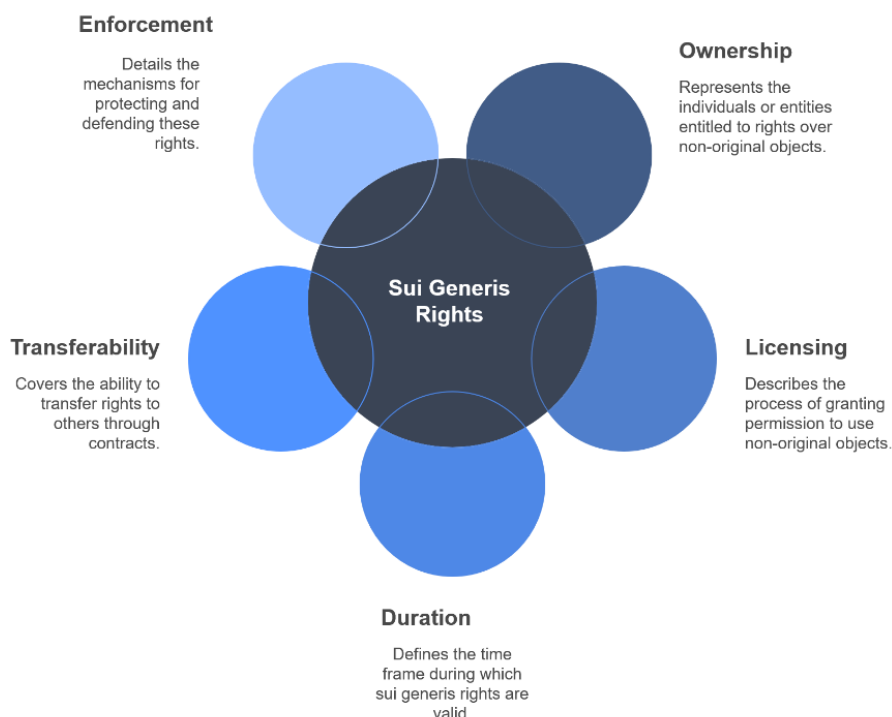 Enforcement
Details the
mechanisms for
protecting and
defending these
rights.
Ownership
Represents the
individuals or entities
entitled to rights over
non-original objects.
Sui Generis
Rights
Transferability
Covers the ability to
transfer rights to
others through
contracts.
Licensing
Describes the
process of granting
permission to use
non-original objects.
Duration
Defines the time
frame during which
sui generis rights are
valid